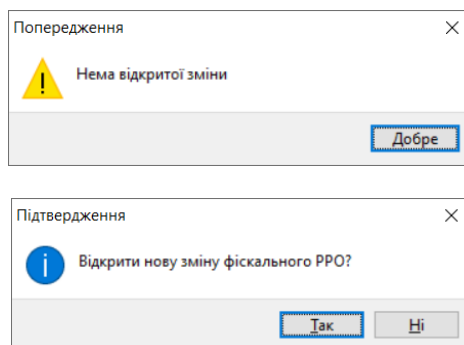 Попередження
Нема відкритої зміни
Добре
Підтвердження
Відкрити нову зміну фіскального РРО?
Так
Ні